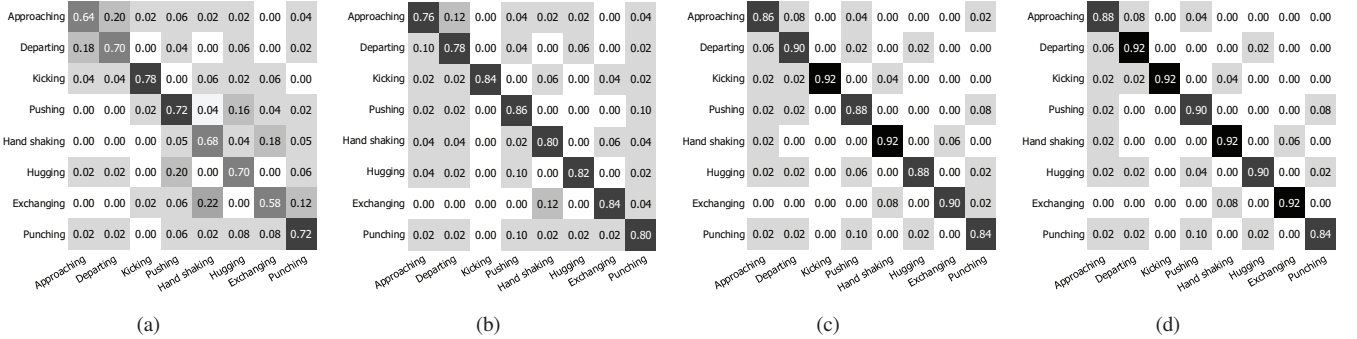 Approaching 0.64 0.20 0.02 0.06 0.02 0.02 0.00 0.04
Departing 0.18 0.70 0.00 0.04 0.00 0.06 0.00 0.02
Kicking 0.04 0.04 0.78 0.00 0.06 0.02 0.06 0.00
Pushing 0.00 0.00 0.02 0.72 0.04 0.16 0.04 0.02
Hand shaking 0.00 0.00 0.00 0.05 0.68 0.04 0.18 0.05
Hugging 0.02 0.02 0.00 0.20 0.00 0.70 0.00 0.06
Exchanging 0.00 0.00 0.02 0.06 0.22 0.00 0.58 0.12
Punching 0.02 0.02 0.00 0.06 0.02 0.08 0.08 0.72
Approaching Departing Kicking Pushing Hand shaking Hugging Exchanging Punching
(a)
Approaching 0.76 0.12 0.00 0.04 0.02 0.02 0.00 0.04
Departing 0.10 0.78 0.00 0.04 0.02 0.06 0.00 0.02
Kicking 0.02 0.02 0.84 0.00 0.06 0.00 0.04 0.02
Pushing 0.02 0.02 0.00 0.86 0.00 0.00 0.00 0.10
Hand shaking 0.04 0.04 0.00 0.02 0.80 0.00 0.06 0.04
Hugging 0.04 0.02 0.00 0.10 0.00 0.82 0.00 0.02
Exchanging 0.00 0.00 0.00 0.00 0.12 0.00 0.84 0.04
Punching 0.02 0.02 0.00 0.10 0.02 0.02 0.02 0.80
Approaching Departing Kicking Pushing Hand shaking Hugging Exchanging Punching
(b)
Approaching 0.86 0.08 0.00 0.04 0.00 0.00 0.00 0.02
Departing 0.06 0.90 0.00 0.02 0.00 0.02 0.00 0.00
Kicking 0.02 0.02 0.92 0.00 0.04 0.00 0.00 0.00
Pushing 0.02 0.02 0.00 0.88 0.00 0.00 0.00 0.08
Hand shaking 0.02 0.00 0.00 0.00 0.92 0.00 0.06 0.00
Hugging 0.02 0.02 0.00 0.06 0.00 0.88 0.00 0.02
Exchanging 0.00 0.00 0.00 0.00 0.08 0.00 0.90 0.02
Punching 0.02 0.02 0.00 0.10 0.00 0.02 0.00 0.84
Approaching Departing Kicking Pushing Hand shaking Hugging Exchanging Punching
(c)
Approaching 0.88 0.08 0.00 0.04 0.00 0.00 0.00 0.00
Departing 0.06 0.92 0.00 0.00 0.00 0.02 0.00 0.00
Kicking 0.02 0.02 0.92 0.00 0.04 0.00 0.00 0.00
Pushing 0.02 0.00 0.00 0.90 0.00 0.00 0.00 0.08
Hand shaking 0.02 0.00 0.00 0.00 0.92 0.00 0.06 0.00
Hugging 0.02 0.02 0.00 0.04 0.00 0.90 0.00 0.02
Exchanging 0.00 0.00 0.00 0.00 0.08 0.00 0.92 0.00
Punching 0.02 0.02 0.00 0.10 0.00 0.02 0.00 0.84
Approaching Departing Kicking Pushing Hand shaking Hugging Exchanging Punching
(d)